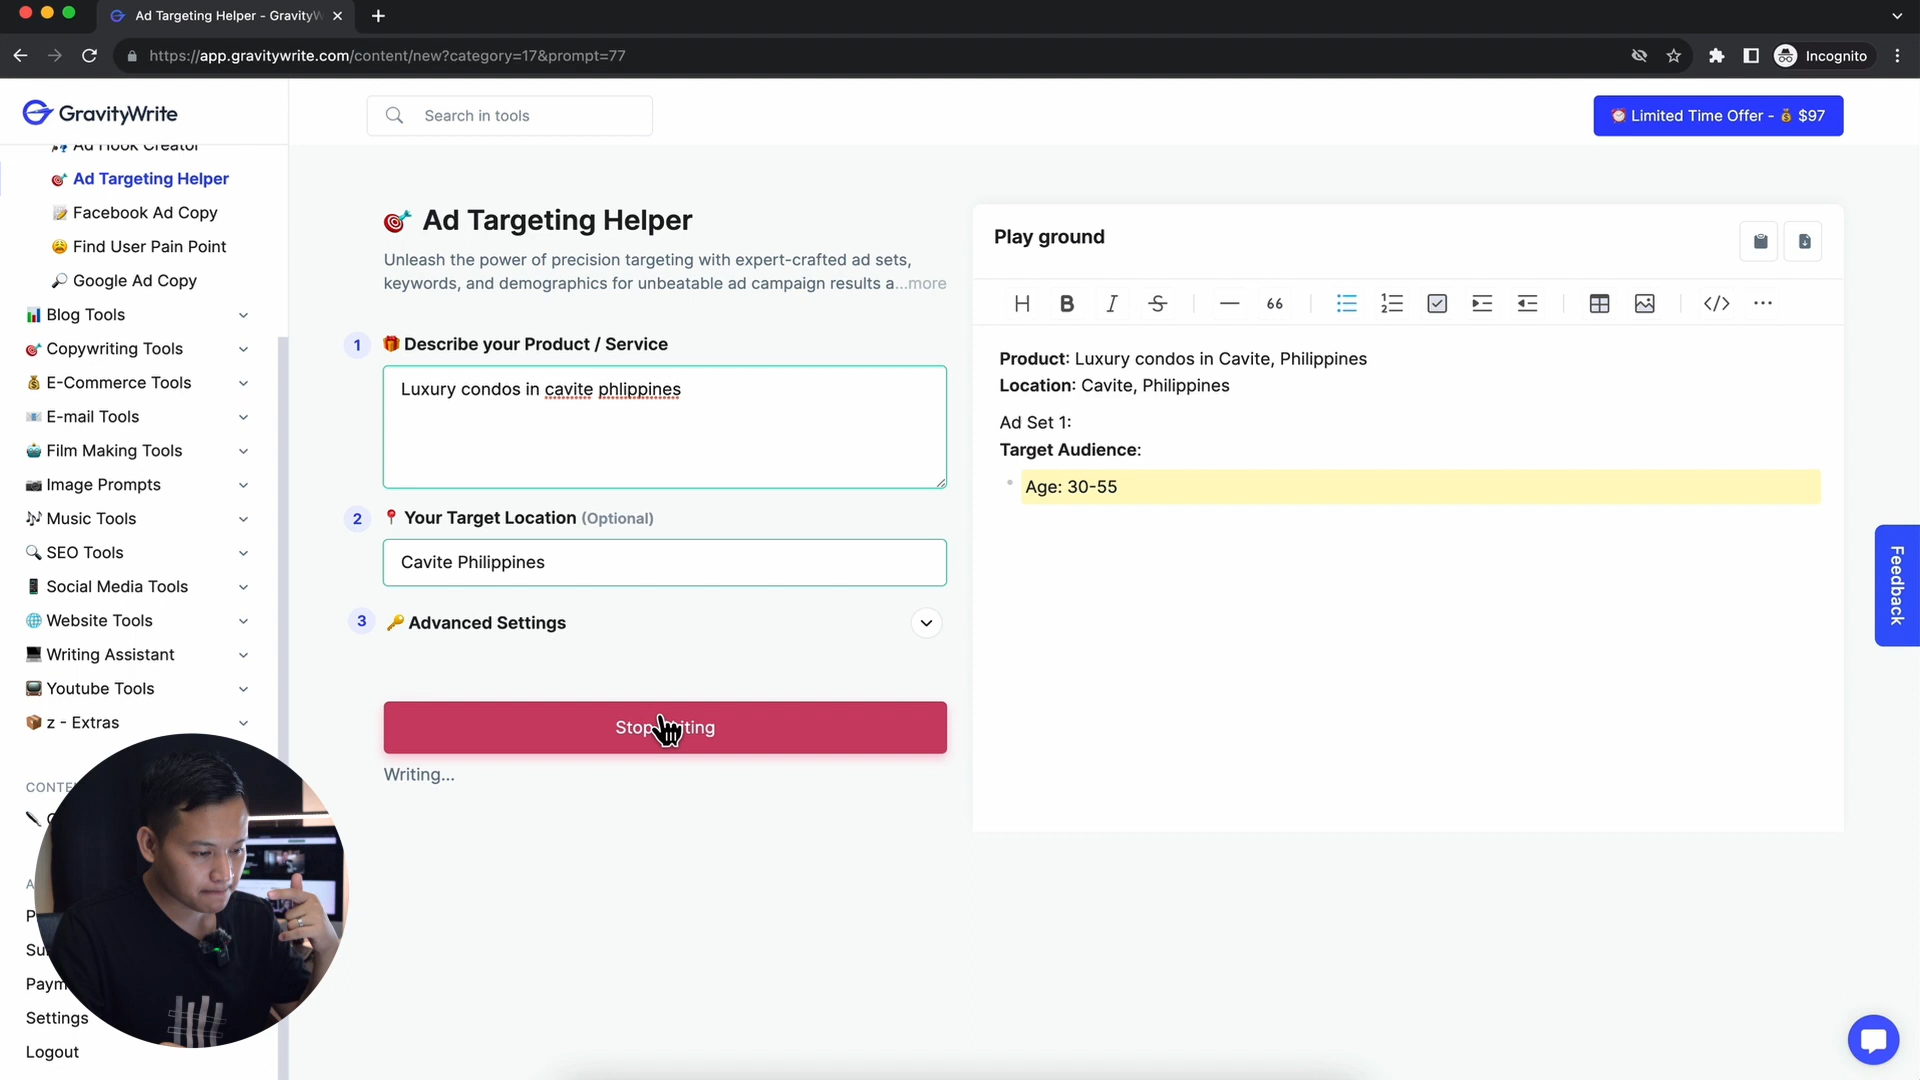 Ad Targeting Helper - GravityW
https://app.gravitywrite.com/content/new?category=17&prompt=77
Incognito
GravityWrite
Search in tools
Limited Time Offer - $97
Ad Hook Creator
Ad Targeting Helper
Facebook Ad Copy
Find User Pain Point
Google Ad Copy
Blog Tools
Copywriting Tools
E-Commerce Tools
E-mail Tools
Film Making Tools
Image Prompts
Music Tools
SEO Tools
Social Media Tools
Website Tools
Writing Assistant
Youtube Tools
z - Extras
CONTE
Settings
Logout
Ad Targeting Helper
Unleash the power of precision targeting with expert-crafted ad sets,
keywords, and demographics for unbeatable ad campaign results a...more
1 Describe your Product / Service
Luxury condos in cavite phlippines
2 Your Target Location (Optional)
Cavite Philippines
3 Advanced Settings
Writing...
Play ground
Product: Luxury condos in Cavite, Philippines
Location: Cavite, Philippines
Ad Set 1:
Target Audience:
Age: 30-55
Feedback